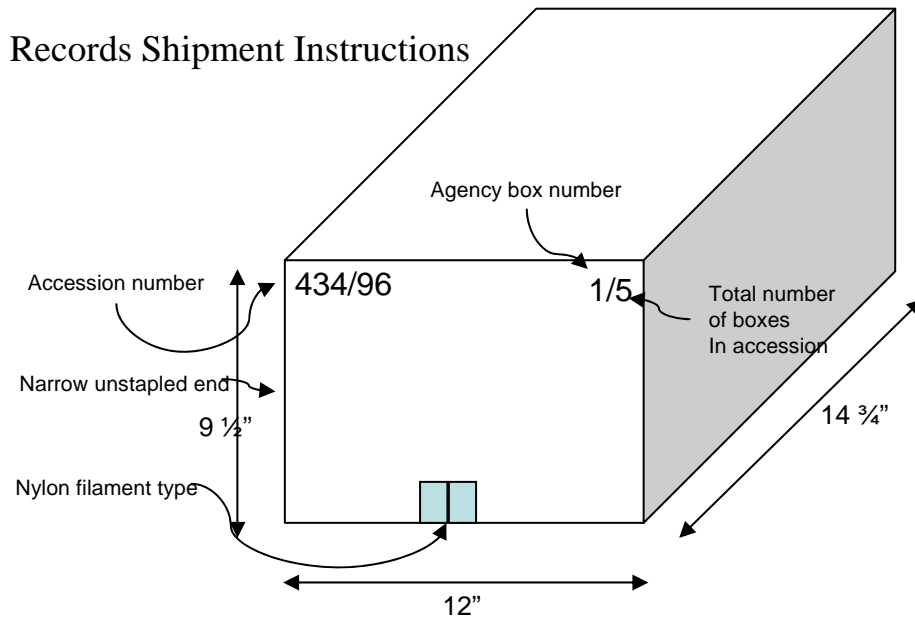 Records Shipment Instructions
Agency box number
Accession number
434/96
1/5
Total number
of boxes
In accession
Narrow unstapled end
9 ½”
14 ¾”
Nylon filament type
12”